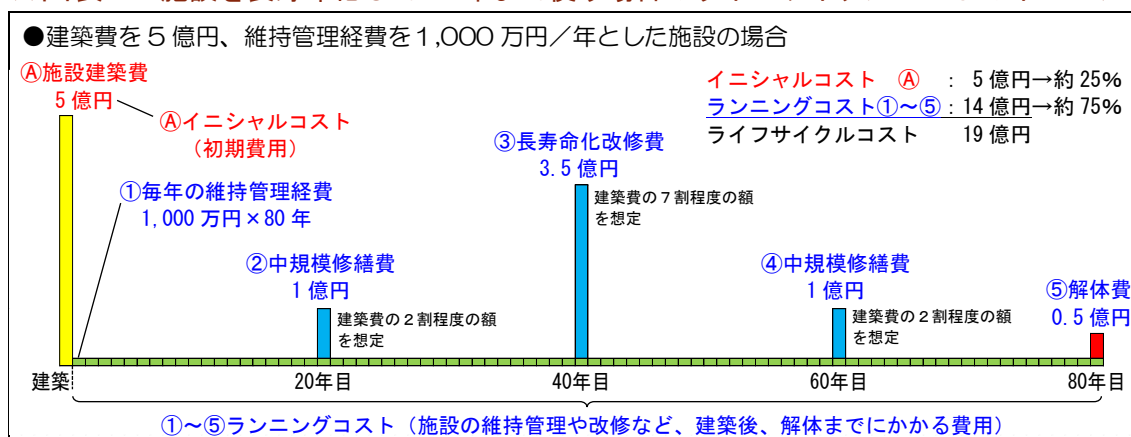 ●建築費を5億円、維持管理経費を1,000万円／年とした施設の場合
Ⓐ施設建築費
5億円
Ⓐイニシャルコスト
（初期費用）
イニシャルコスト Ⓐ ： 5億円→約25%
ランニングコスト①～⑤：14億円→約75%
ライフサイクルコスト 19億円
①毎年の維持管理経費
1,000万円×80年
②中規模修繕費
1億円
建築費の2割程度の額
を想定
③長寿命化改修費
3.5億円
建築費の7割程度の額
を想定
④中規模修繕費
1億円
建築費の2割程度の額
を想定
⑤解体費
0.5億円
建築
20年目
40年目
60年目
80年目
①～⑤ランニングコスト（施設の維持管理や改修など、建築後、解体までにかかる費用）